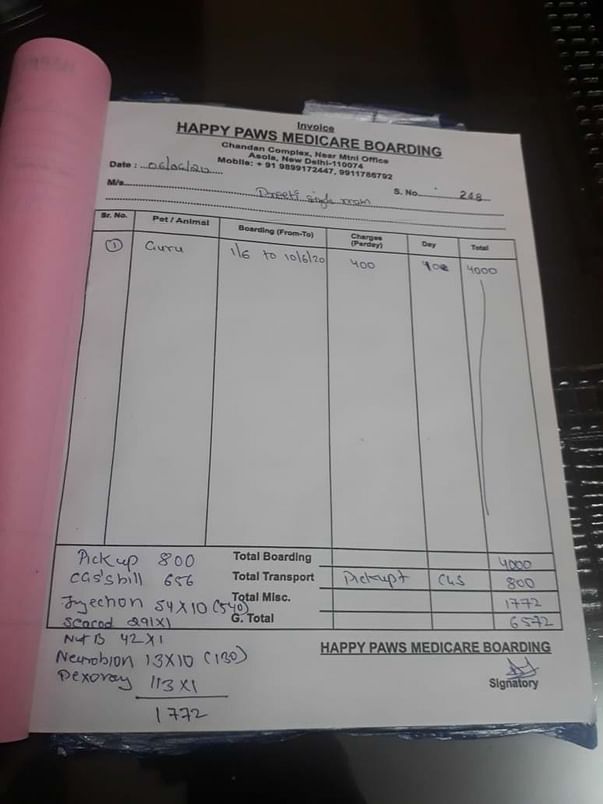 Invoice
HAPPY PAWS MEDICARE BOARDING
Chandan Complex, Near Mtnl Office
Asola, New Delhi-110074
Mobile: + 91 9899172447, 9911786792
Date : 06/06/20
M/s. Preeti singh mam S. No. 248
Sr. No. Pet / Animal Boarding (From-To) Charges (Perday) Day Total
1 Guru 1/6 to 10/6/20 400 4000
Pick up 800 Total Boarding 4000
CGS's bill 656 Total Transport Pickup + CGS 800
Injection 54X10 (540) Total Misc. 1772
291X1 G. Total 6572
42X1
Neurobion 13X10 (130) HAPPY PAWS MEDICARE BOARDING
113X1 Signatory
1772